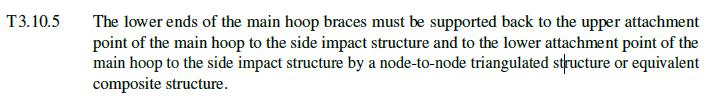 T3.10.5 The lower ends of the main hoop braces must be supported back to the upper attachment
point of the main hoop to the side impact structure and to the lower attachment point of the
main hoop to the side impact structure by a node-to-node triangulated structure or equivalent
composite structure.